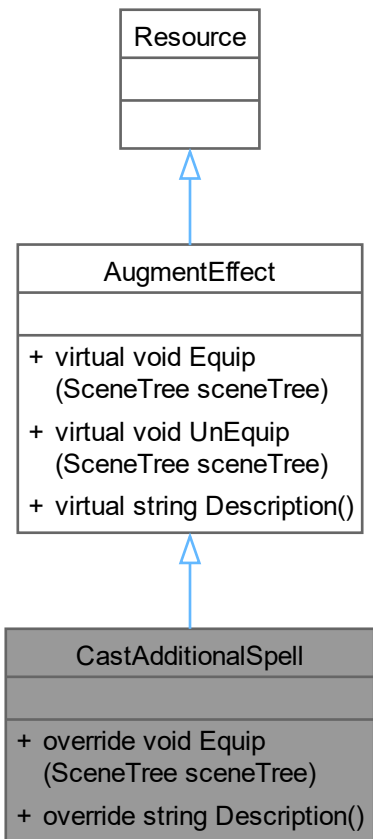 Resource
AugmentEffect
+ virtual void Equip
(SceneTree sceneTree)
+ virtual void UnEquip
(SceneTree sceneTree)
+ virtual string Description()
CastAdditionalSpell
+ override void Equip
(SceneTree sceneTree)
+ override string Description()